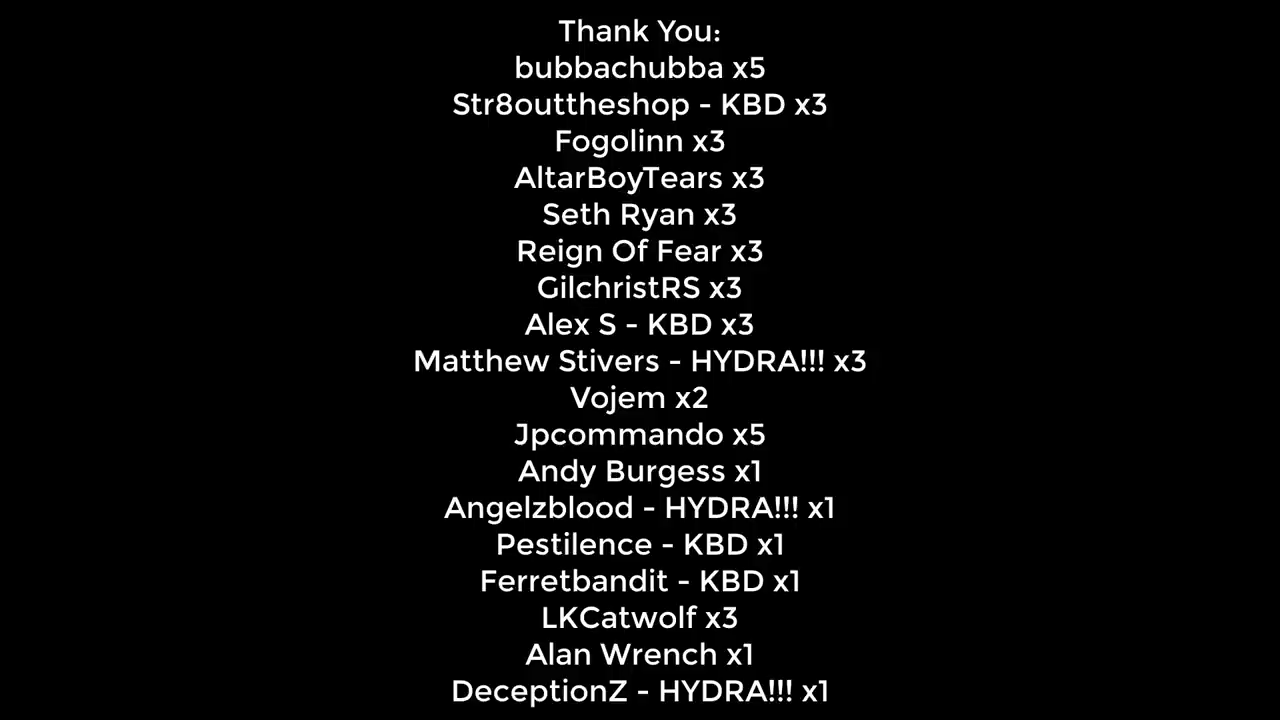 Thank You:
bubbachubba x5
Str8outtheshop - KBD x3
Fogolinn x3
AltarBoyTears x3
Seth Ryan x3
Reign Of Fear x3
GilchristRS x3
Alex S - KBD x3
Matthew Stivers - HYDRA!!! x3
Vojem x2
Jpcommando x5
Andy Burgess x1
Angelzblood - HYDRA!!! x1
Pestilence - KBD x1
Ferretbandit - KBD x1
LKCatwolf x3
Alan Wrench x1
DeceptionZ - HYDRA!!! x1